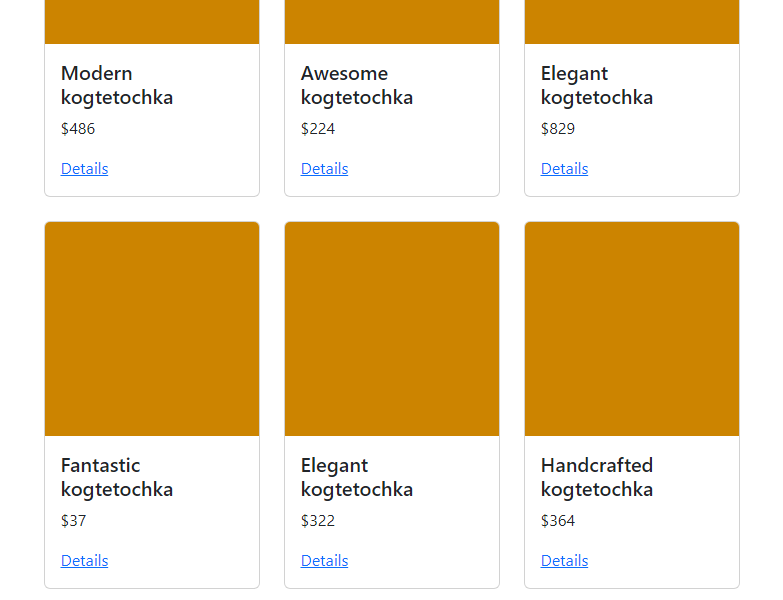 Modern
kogtetochka
$486
Details
Awesome
kogtetochka
$224
Details
Elegant
kogtetochka
$829
Details
Fantastic
kogtetochka
$37
Details
Elegant
kogtetochka
$322
Details
Handcrafted
kogtetochka
$364
Details